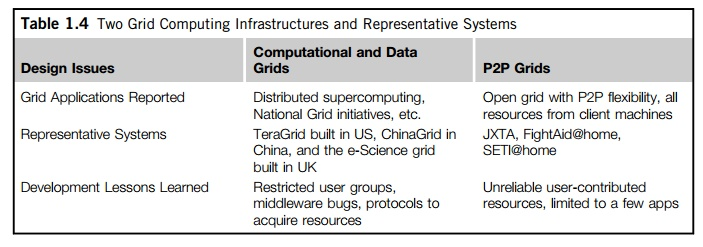 Table 1.4 Two Grid Computing Infrastructures and Representative Systems
Design Issues
Computational and Data
Grids
P2P Grids
Grid Applications Reported
Distributed supercomputing,
National Grid initiatives, etc.
Open grid with P2P flexibility, all
resources from client machines
Representative Systems
TeraGrid built in US, ChinaGrid in
China, and the e-Science grid
built in UK
JXTA, FightAid@home,
SETI@home
Development Lessons Learned
Restricted user groups,
middleware bugs, protocols to
acquire resources
Unreliable user-contributed
resources, limited to a few apps